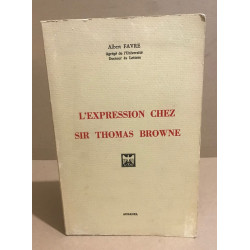 Albert FAVRE
Agrégé de l'Université
Docteur ès Lettres
L'EXPRESSION CHEZ
SIR THOMAS BROWNE